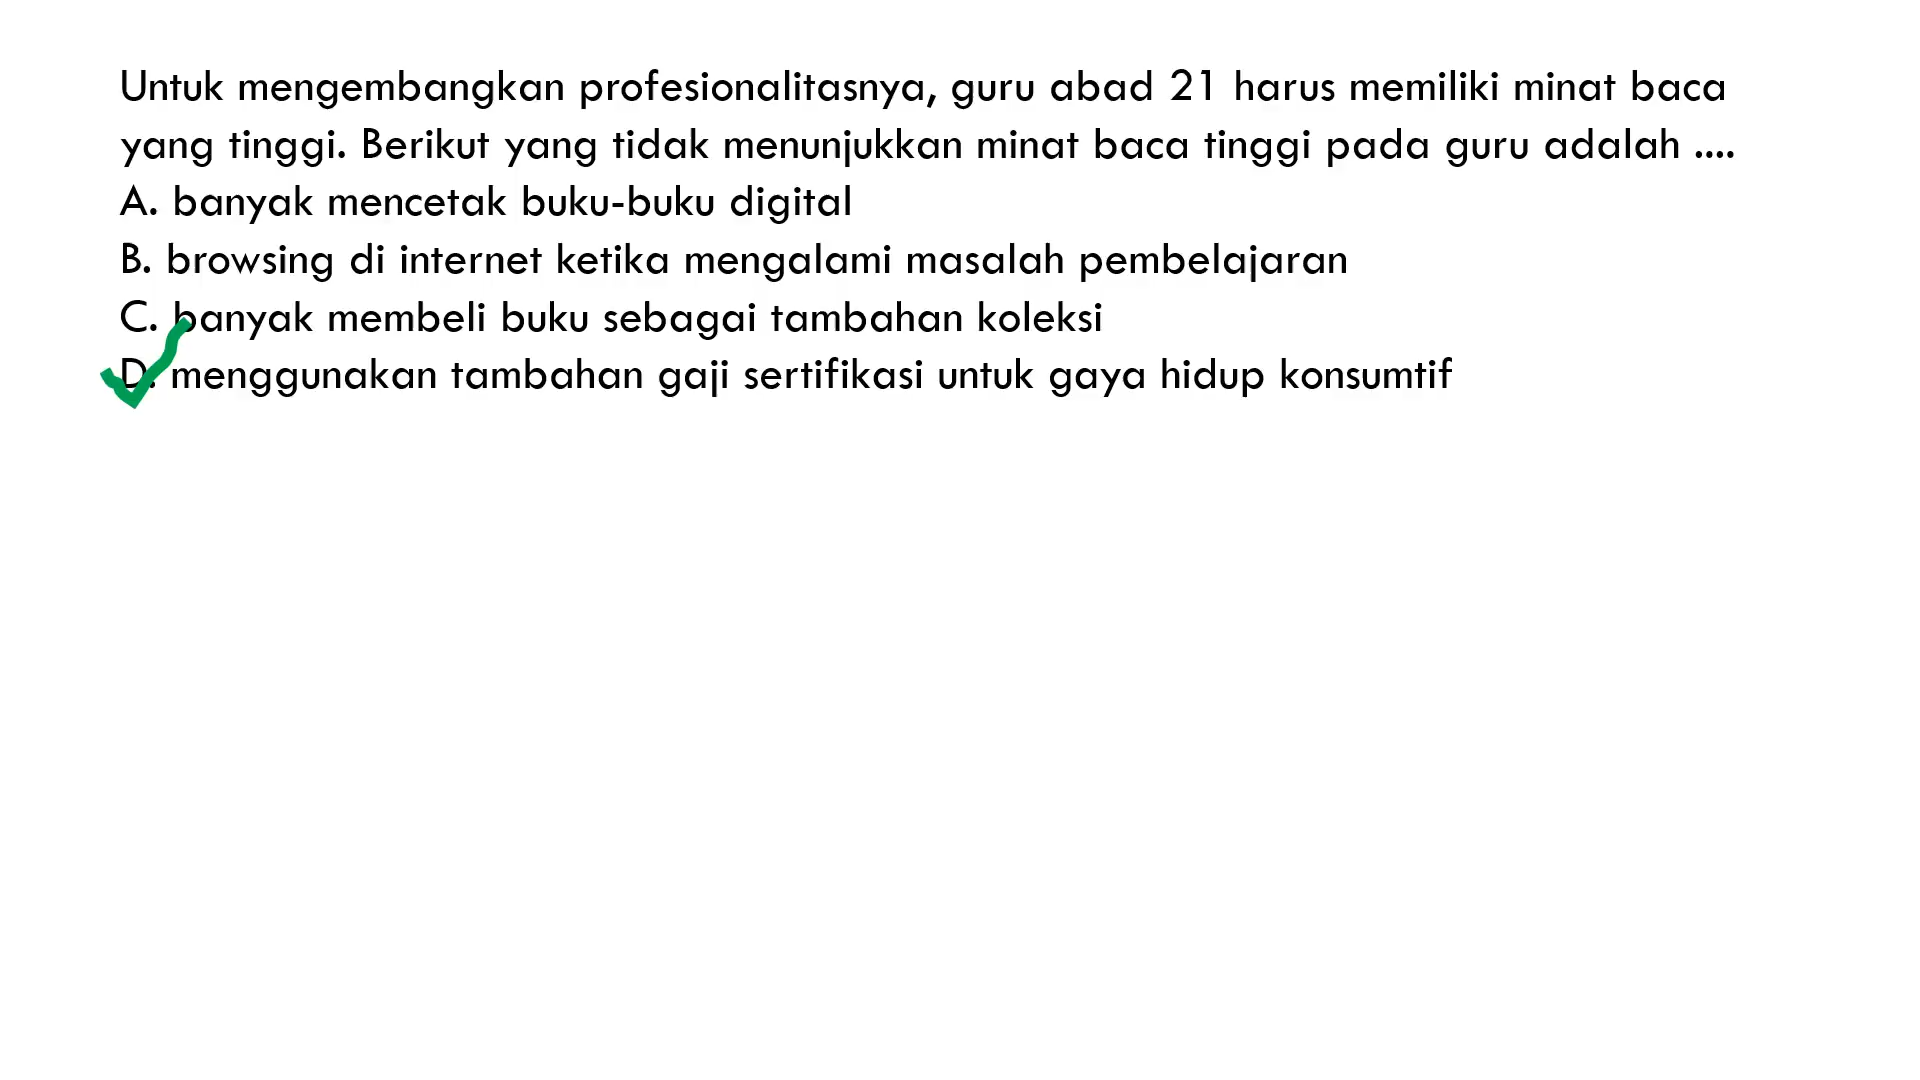 Untuk mengembangkan profesionalitasnya, guru abad 21 harus memiliki minat baca
yang tinggi. Berikut yang tidak menunjukkan minat baca tinggi pada guru adalah ....
A. banyak mencetak buku-buku digital
B. browsing di internet ketika mengalami masalah pembelajaran
C. banyak membeli buku sebagai tambahan koleksi
D. menggunakan tambahan gaji sertifikasi untuk gaya hidup konsumtif